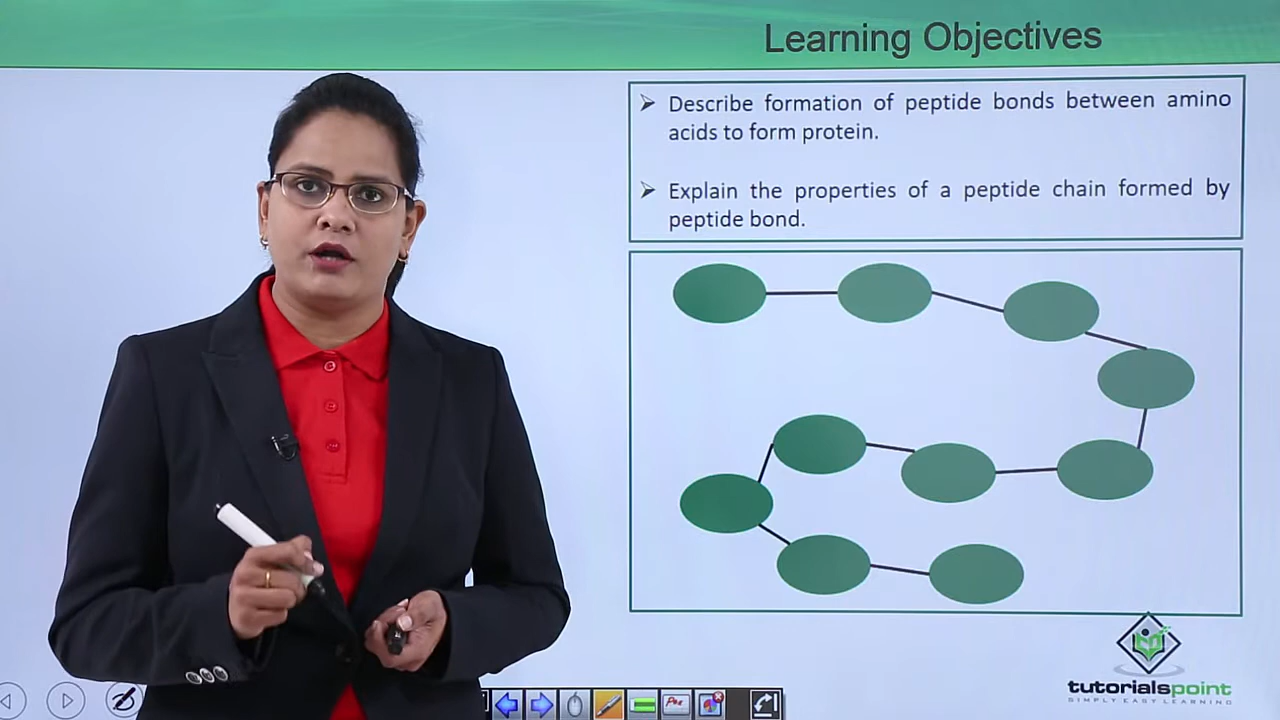 Learning Objectives
➢ Describe formation of peptide bonds between amino
acids to form protein.
➢ Explain the properties of a peptide chain formed by
peptide bond.
tutorialspoint
SIMPLY EASY LEARNING